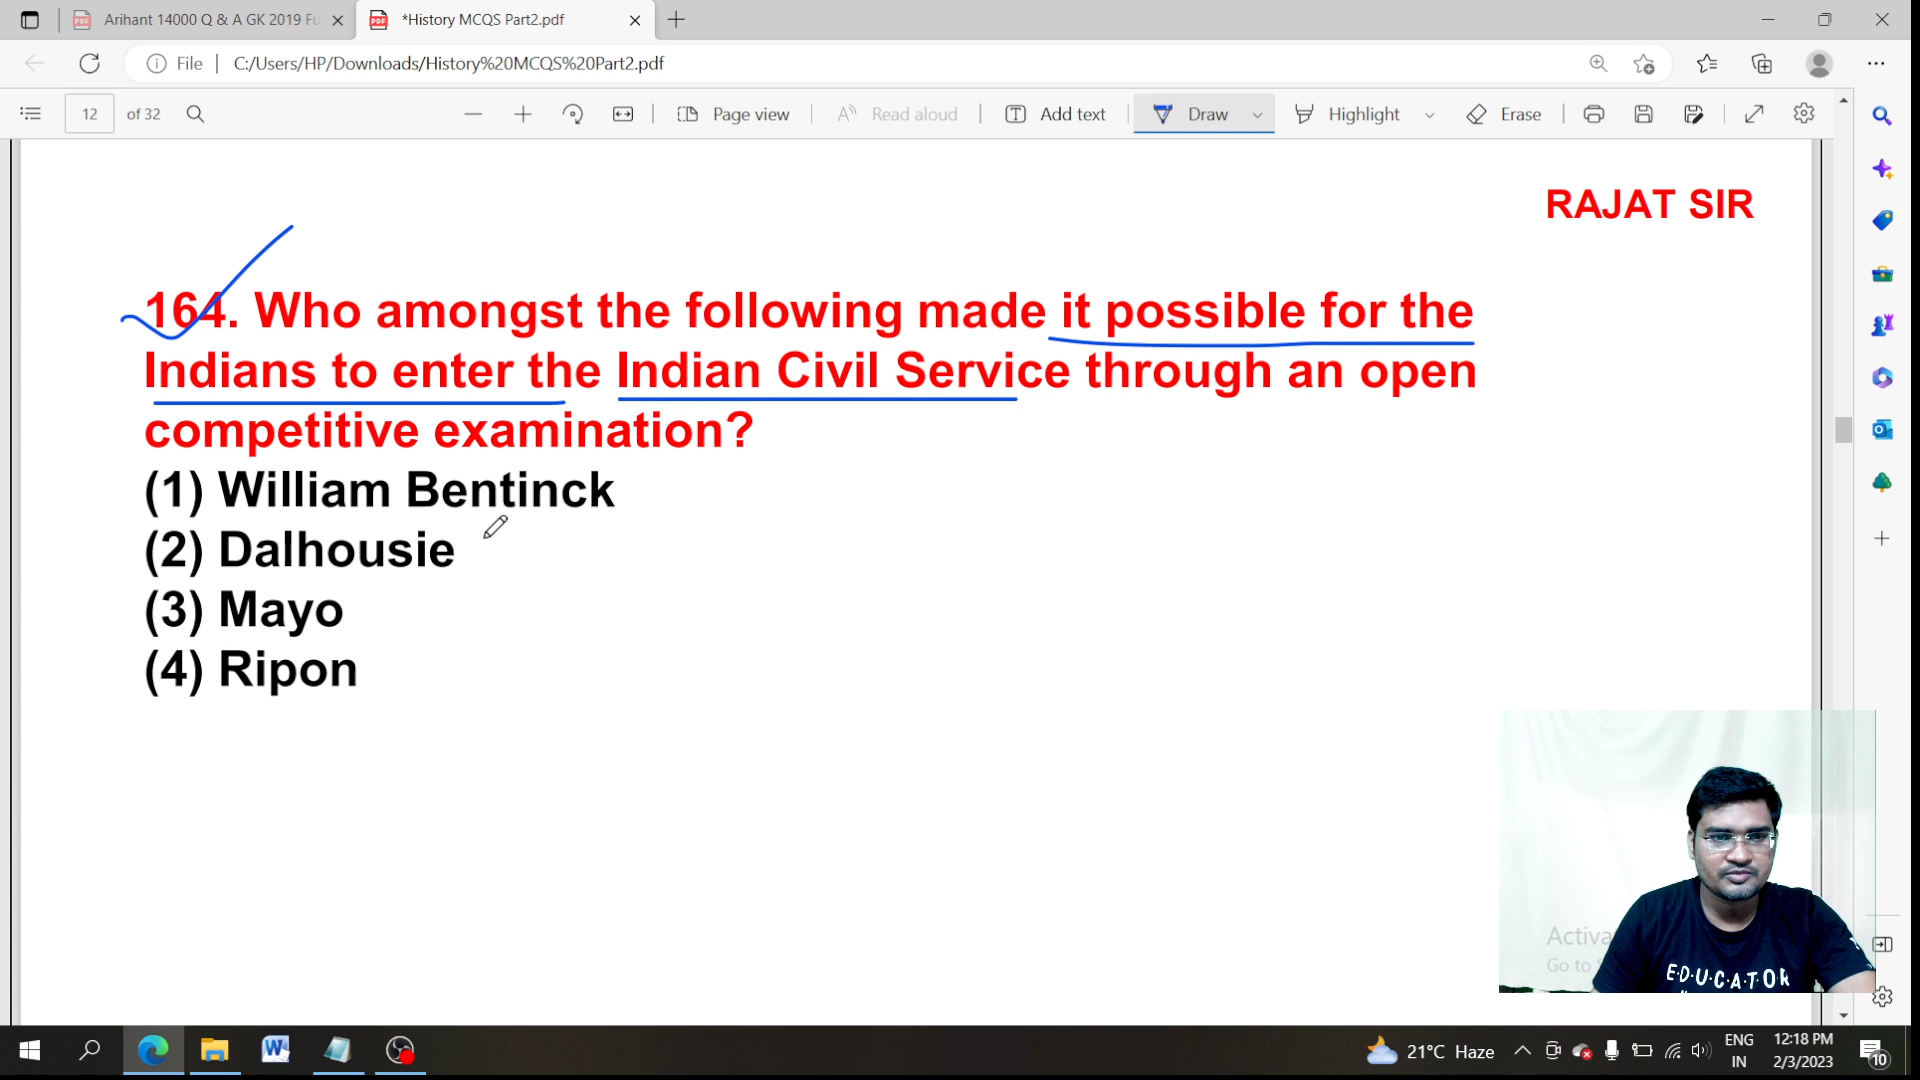 Arihant 14000 Q & A GK 2019 Fu
*History MCQS Part2.pdf
File
C:/Users/HP/Downloads/History%20MCQS%20Part2.pdf
12 of 32
Page view
Read aloud
Add text
Draw
Highlight
Erase
RAJAT SIR
164. Who amongst the following made it possible for the
Indians to enter the Indian Civil Service through an open
competitive examination?
(1) William Bentinck
(2) Dalhousie
(3) Mayo
(4) Ripon
Activa
Go to
E·D·U·C·A·T·O·R
21°C Haze
ENG
IN
12:18 PM
2/3/2023
10